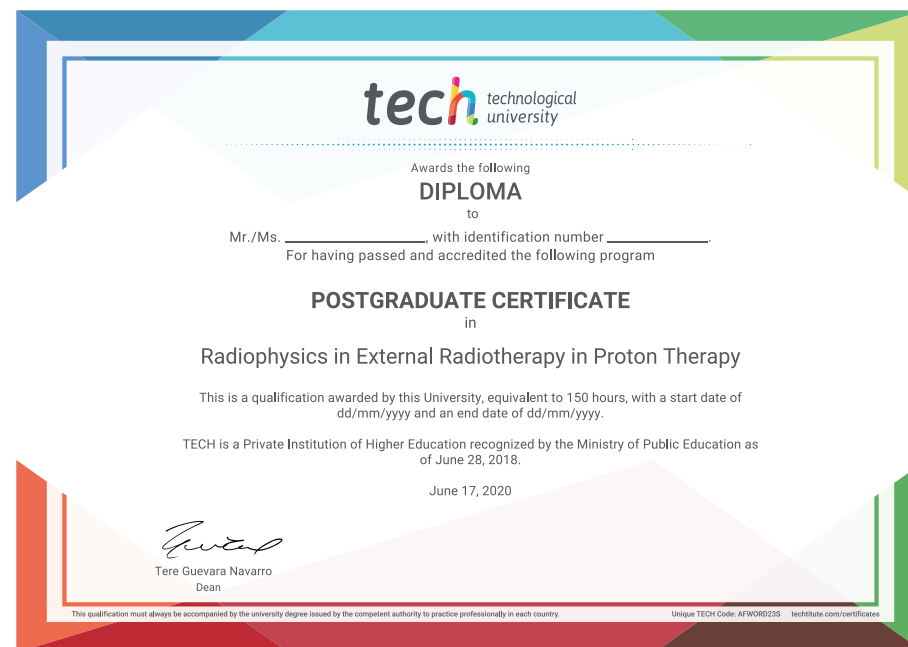 tech technological
university
Awards the following
DIPLOMA
to
Mr./Ms. ______________, with identification number __________.
For having passed and accredited the following program
POSTGRADUATE CERTIFICATE
in
Radiophysics in External Radiotherapy in Proton Therapy
This is a qualification awarded by this University, equivalent to 150 hours, with a start date of
dd/mm/yyyy and an end date of dd/mm/yyyy.
TECH is a Private Institution of Higher Education recognized by the Ministry of Public Education as
of June 28, 2018.
June 17, 2020
Tere Guevara Navarro
Dean
This qualification must always be accompanied by the university degree issued by the competent authority to practice professionally in each country. Unique TECH Code: AFWORD23S techtitute.com/certificates